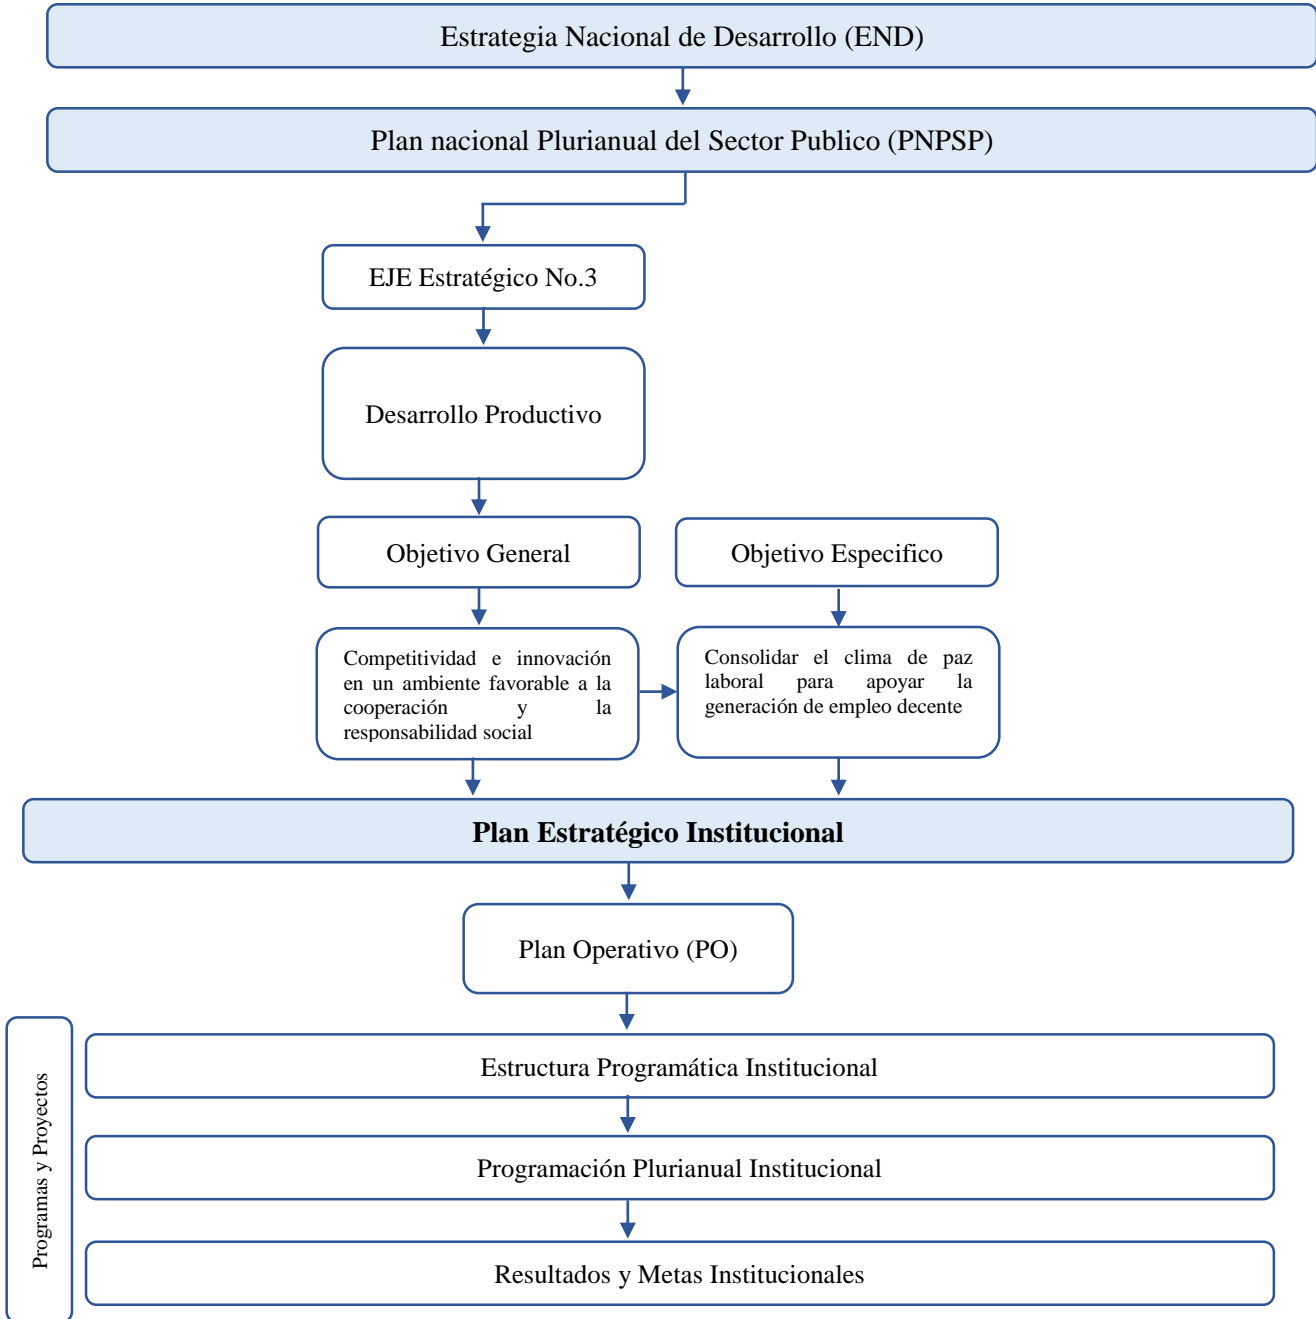 Estrategia Nacional de Desarrollo (END)
Plan nacional Plurianual del Sector Publico (PNPSP)
EJE Estratégico No.3
Desarrollo Productivo
Objetivo General
Objetivo Especifico
Competitividad e innovación
en un ambiente favorable a la
cooperación y la
responsabilidad social
Consolidar el clima de paz
laboral para apoyar la
generación de empleo decente
Plan Estratégico Institucional
Plan Operativo (PO)
Programas y Proyectos
Estructura Programática Institucional
Programación Plurianual Institucional
Resultados y Metas Institucionales